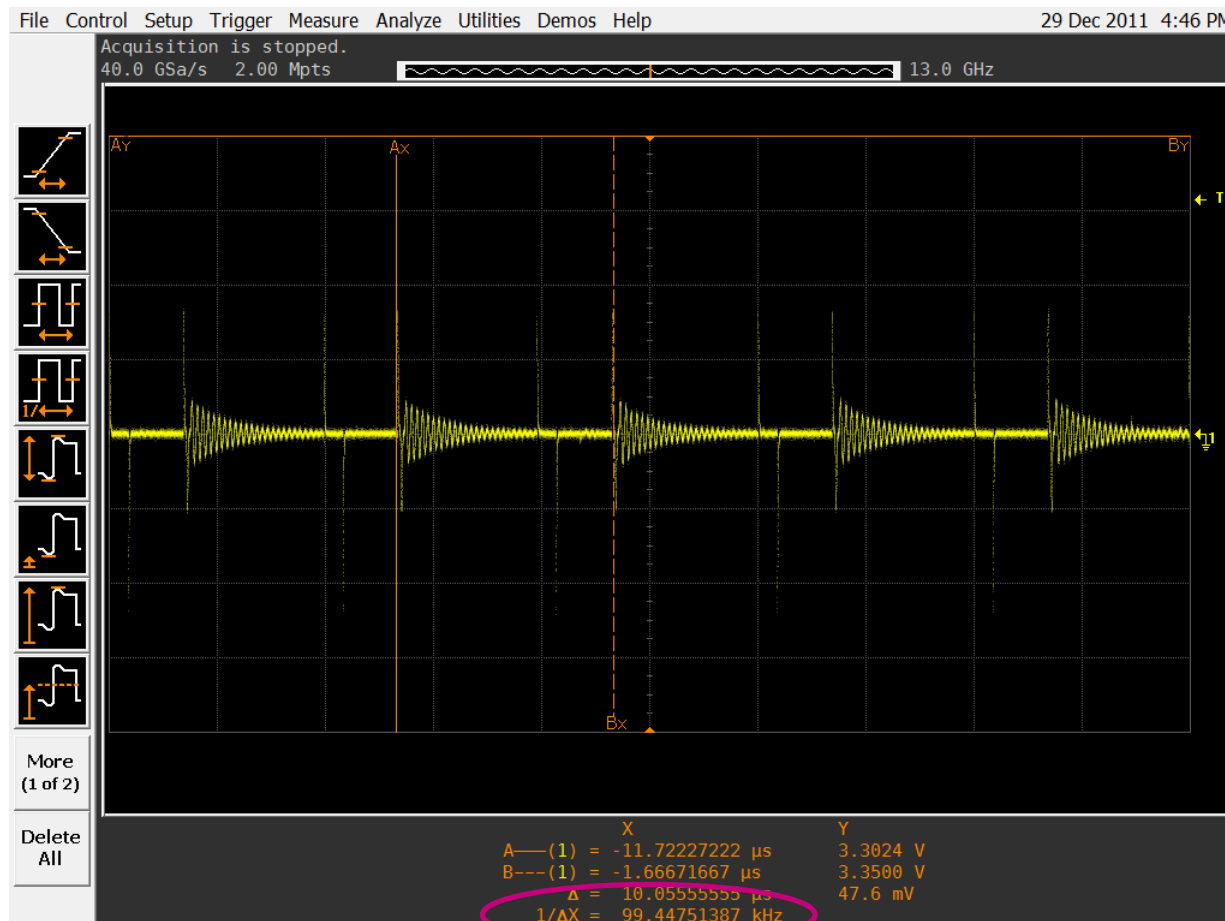 File Control Setup Trigger Measure Analyze Utilities Demos Help 29 Dec 2011 4:46 PM
Acquisition is stopped.
40.0 GSa/s 2.00 Mpts 13.0 GHz
AY AX BY
T
1/
1
BX
More
(1 of 2)
Delete
All
X Y
A——(1) = -11.72227222 µs 3.3024 V
B---(1) = -1.66671667 µs 3.3500 V
Δ = 10.05555555 µs 47.6 mV
1/ΔX = 99.44751387 kHz